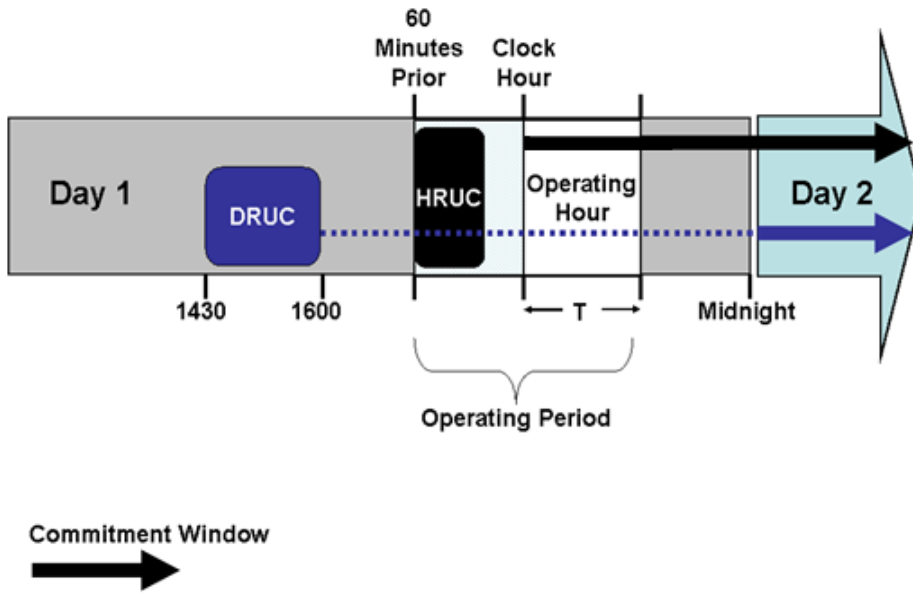 60
Minutes
Prior
Clock
Hour
Day 1
DRUC
HRUC
Operating
Hour
Day 2
1430
1600
T
Midnight
Operating Period
Commitment Window